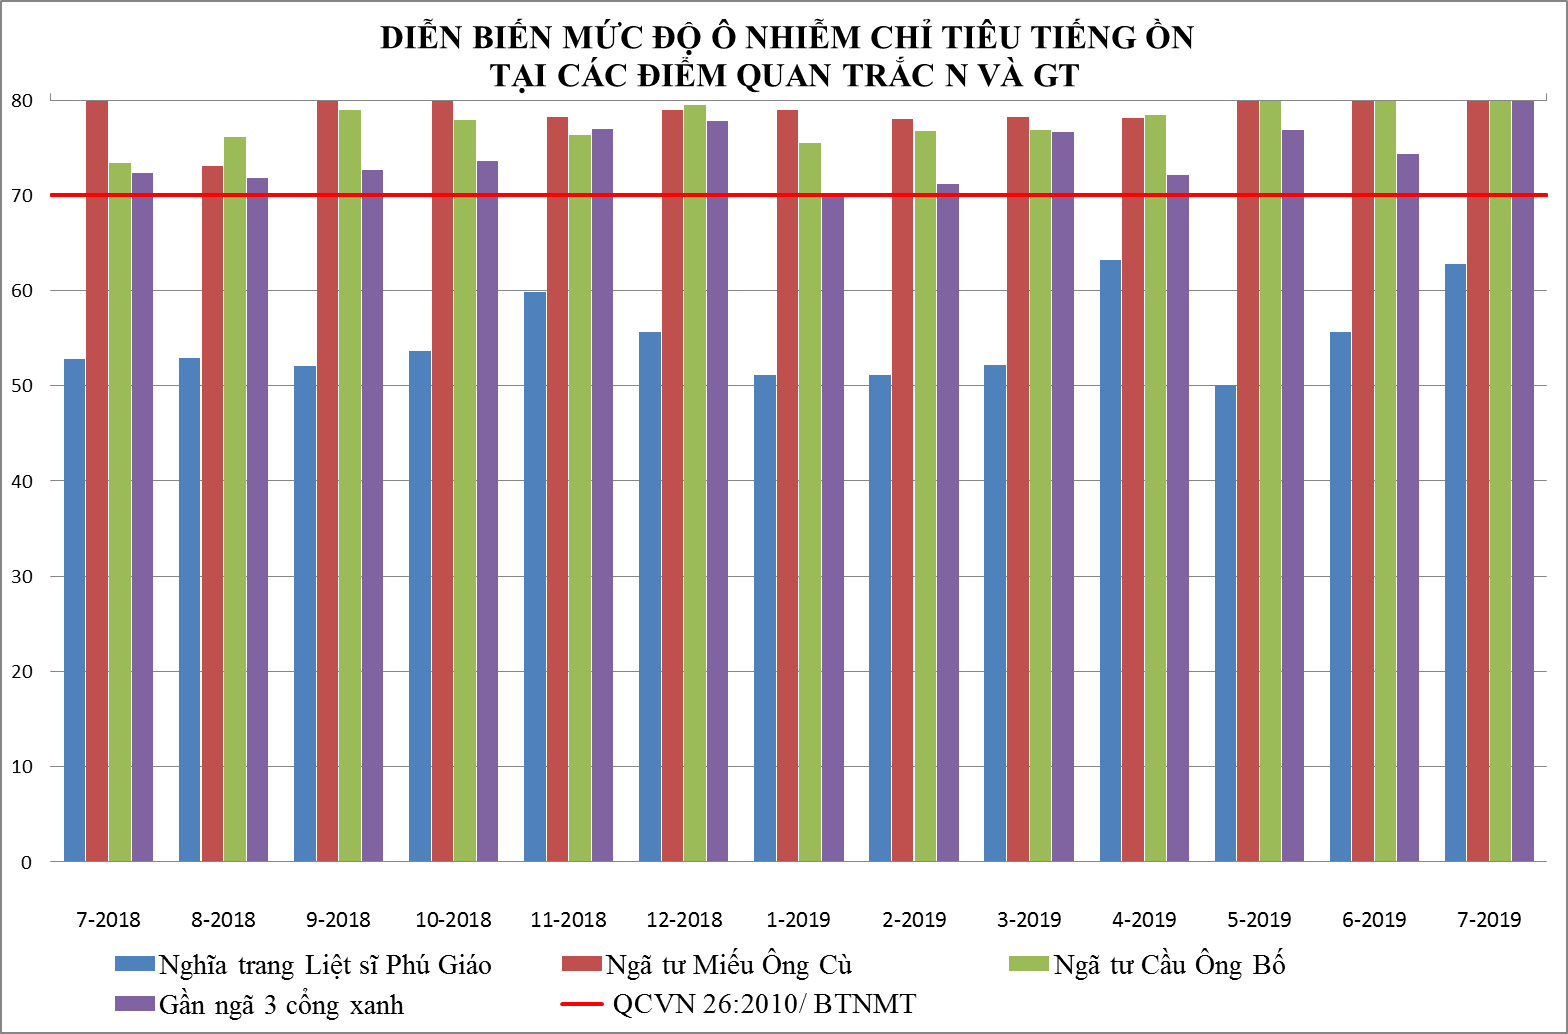 DIỄN BIẾN MỨC ĐỘ Ô NHIỄM CHỈ TIÊU TIẾNG ỒN
TẠI CÁC ĐIỂM QUAN TRẮC N VÀ GT
80
70
60
50
40
30
20
10
0
7-2018 8-2018 9-2018 10-2018 11-2018 12-2018 1-2019 2-2019 3-2019 4-2019 5-2019 6-2019 7-2019
Nghĩa trang Liệt sĩ Phú Giáo Ngã tư Miếu Ông Cù Ngã tư Cầu Ông Bố
Gần ngã 3 cổng xanh QCVN 26:2010/ BTNMT